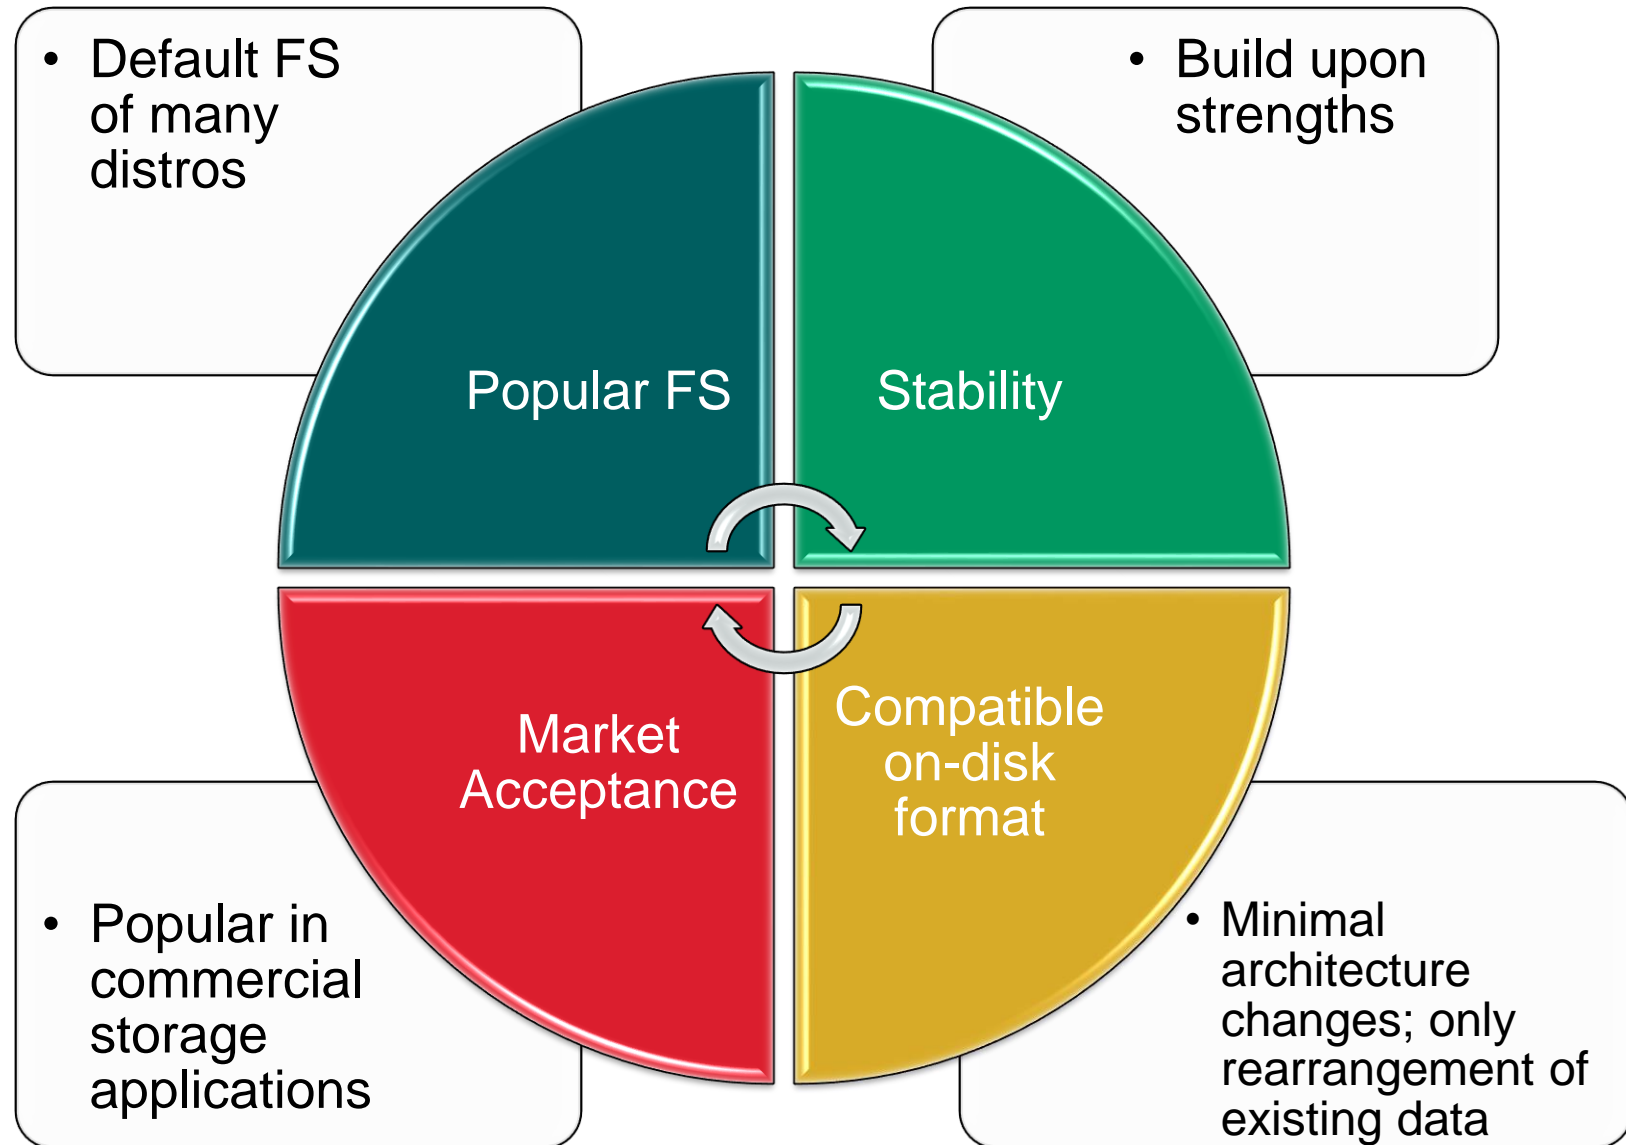 • Default FS
of many
distros
• Build upon
strengths
Popular FS
Stability
Market
Acceptance
Compatible
on-disk
format
• Popular in
commercial
storage
applications
• Minimal
architecture
changes; only
rearrangement of
existing data